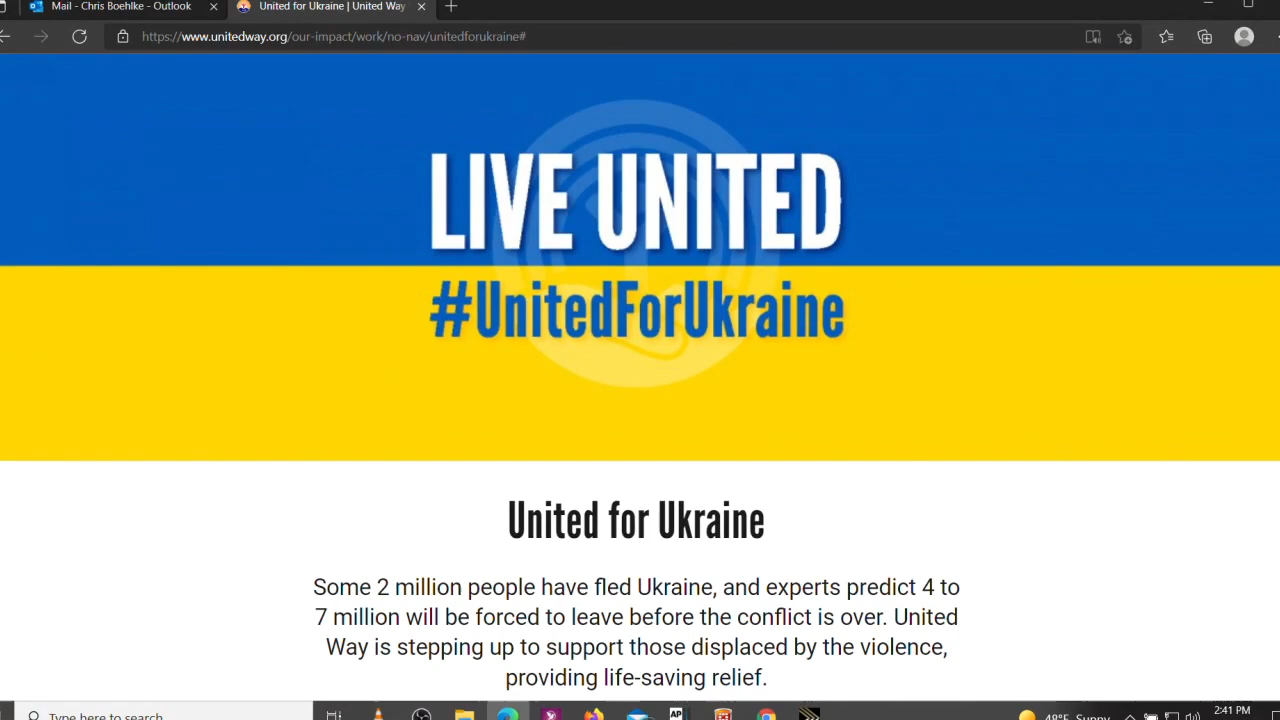 Mail - Chris Boehlke - Outlook
United for Ukraine | United Way
https://www.unitedway.org/our-impact/work/no-nav/unitedforukraine#
LIVE UNITED
#UnitedForUkraine
United for Ukraine
Some 2 million people have fled Ukraine, and experts predict 4 to
7 million will be forced to leave before the conflict is over. United
Way is stepping up to support those displaced by the violence,
providing life-saving relief.
Type here to search
AP
48°F Sunny
2:41 PM